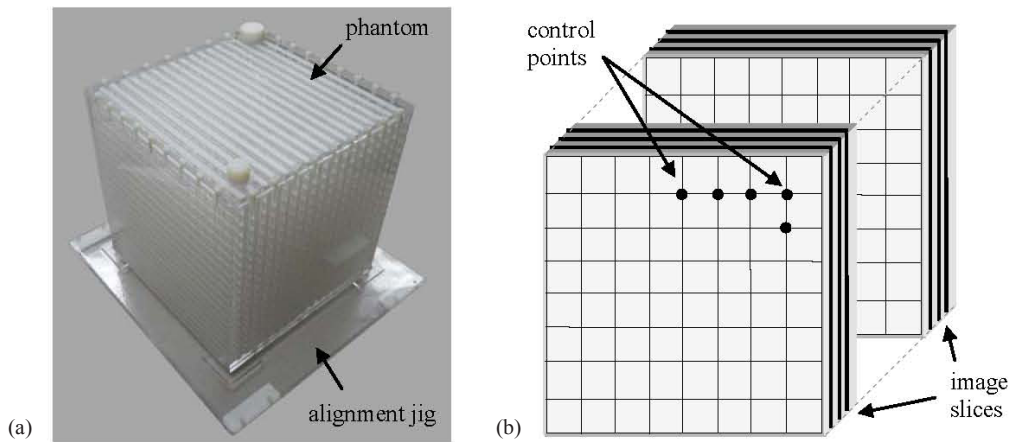 phantom
alignment jig
(a)
control
points
image
slices
(b)